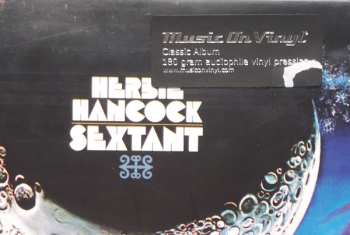 Music On Vinyl
Classic Album
180 gram audiophile vinyl pressing
www.musiconvinyl.com
HERBIE
HANCOCK
SEXTANT